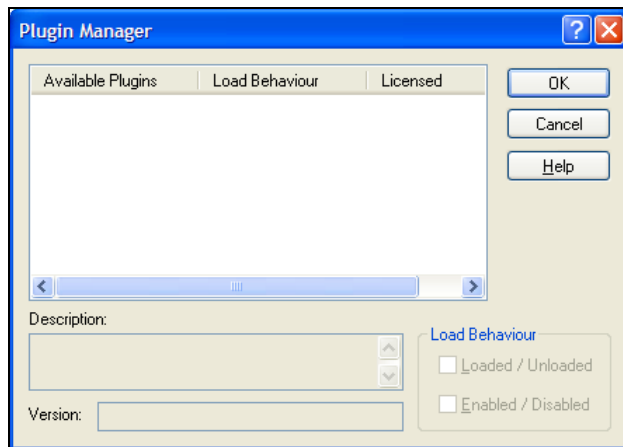 Plugin Manager
Available Plugins Load Behaviour Licensed
OK
Cancel
Help
Description:
Load Behaviour
Loaded / Unloaded
Enabled / Disabled
Version: